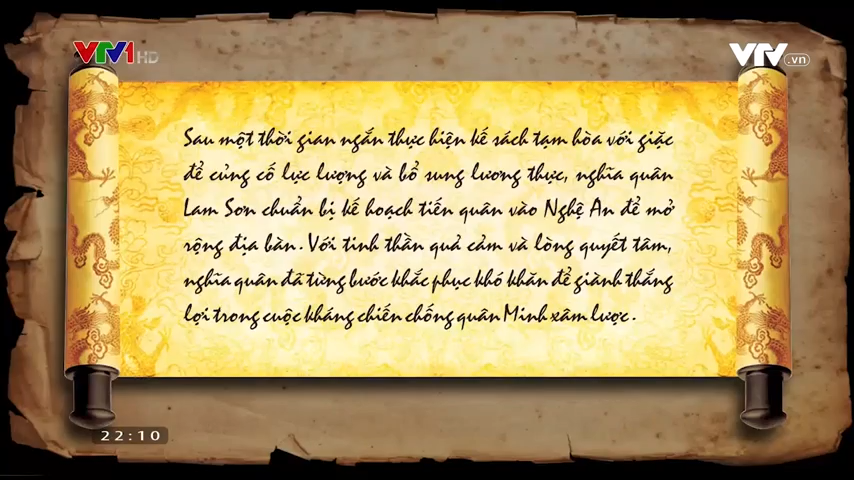 VTV1 HD
VTV.vn
Sau một thời gian ngắn thực hiện kế sách tạm hòa với giặc
để củng cố lực lượng và bổ sung lương thực, nghĩa quân
Lam Sơn chuẩn bị kế hoạch tiến quân vào Nghệ An để mở
rộng địa bàn. Với tinh thần quả cảm và lòng quyết tâm,
nghĩa quân đã từng bước khắc phục khó khăn để giành thắng
lợi trong cuộc kháng chiến chống quân Minh xâm lược.
22:10